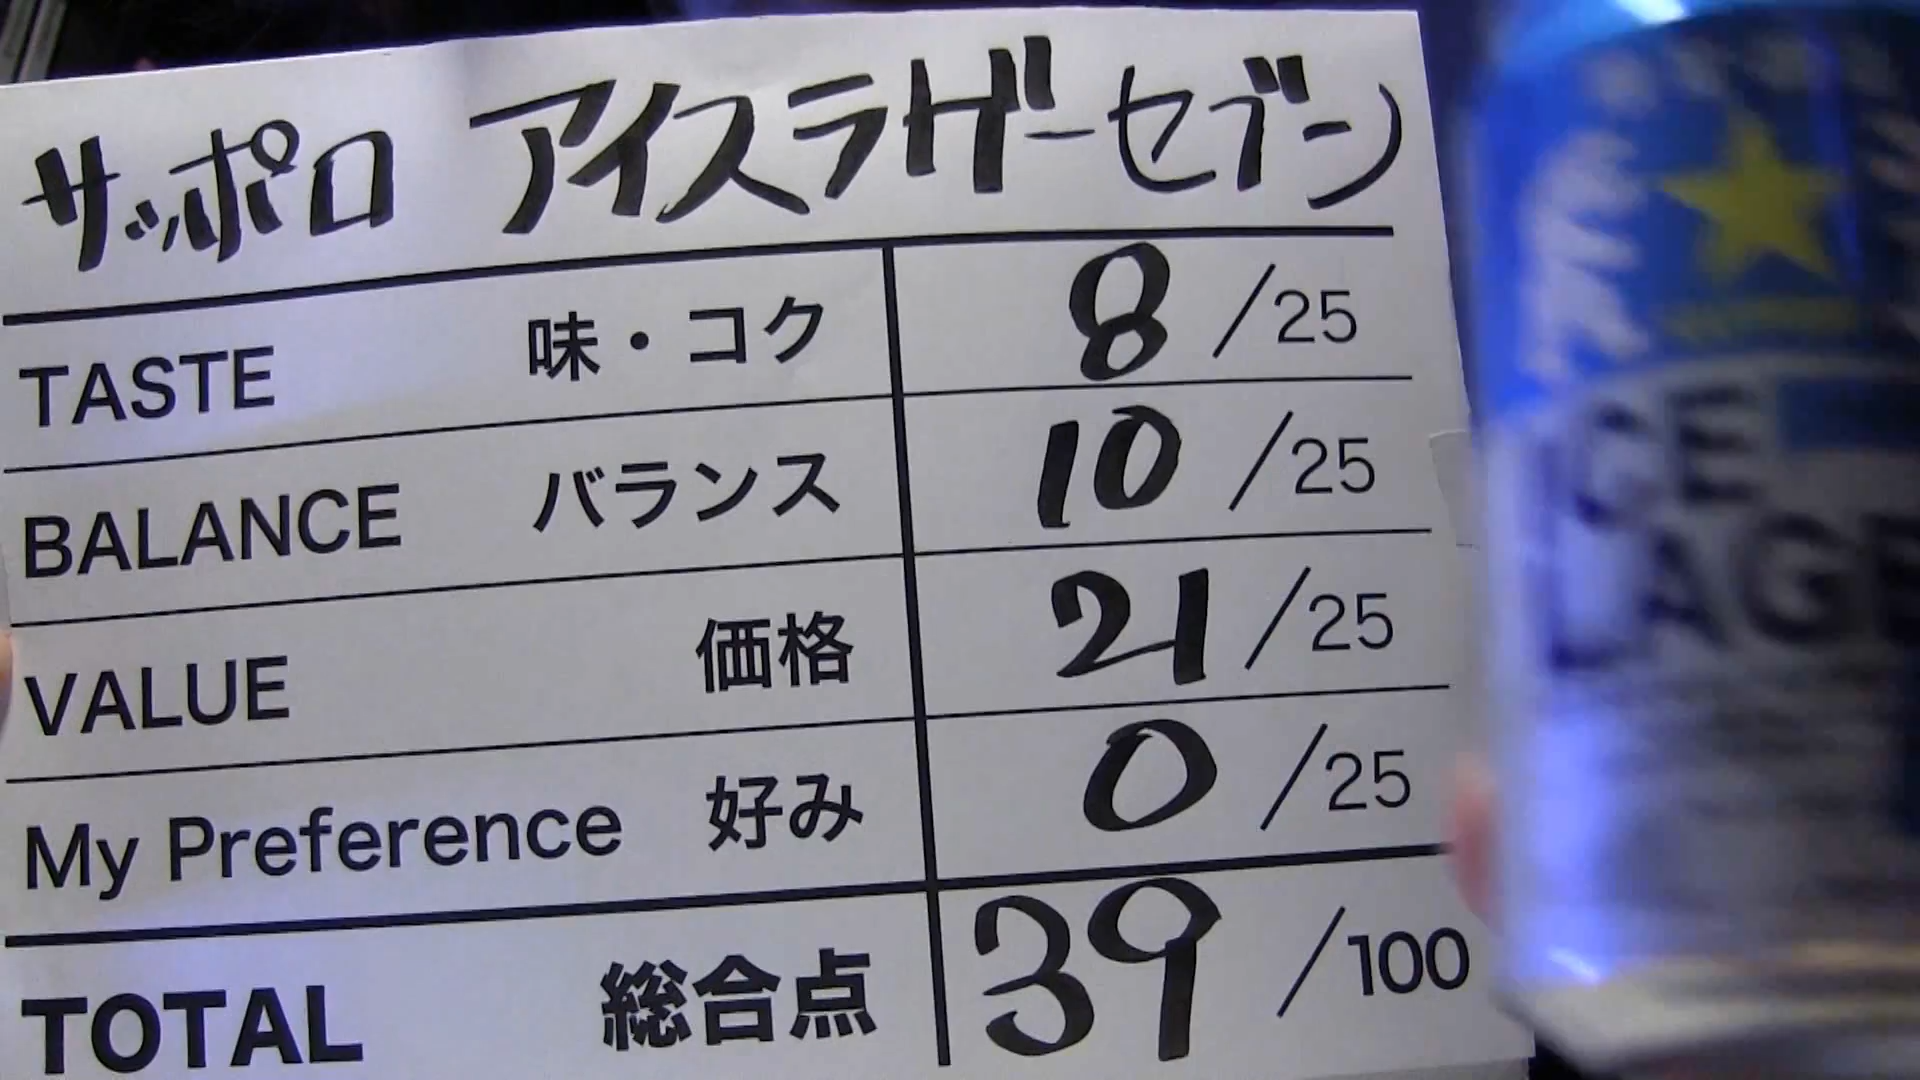 サッポロ アイスラガーセブン
TASTE 味・コク 8 /25
BALANCE バランス 10 /25
VALUE 価格 21 /25
My Preference 好み 0 /25
TOTAL 総合点 39 /100
ICE
LAGER